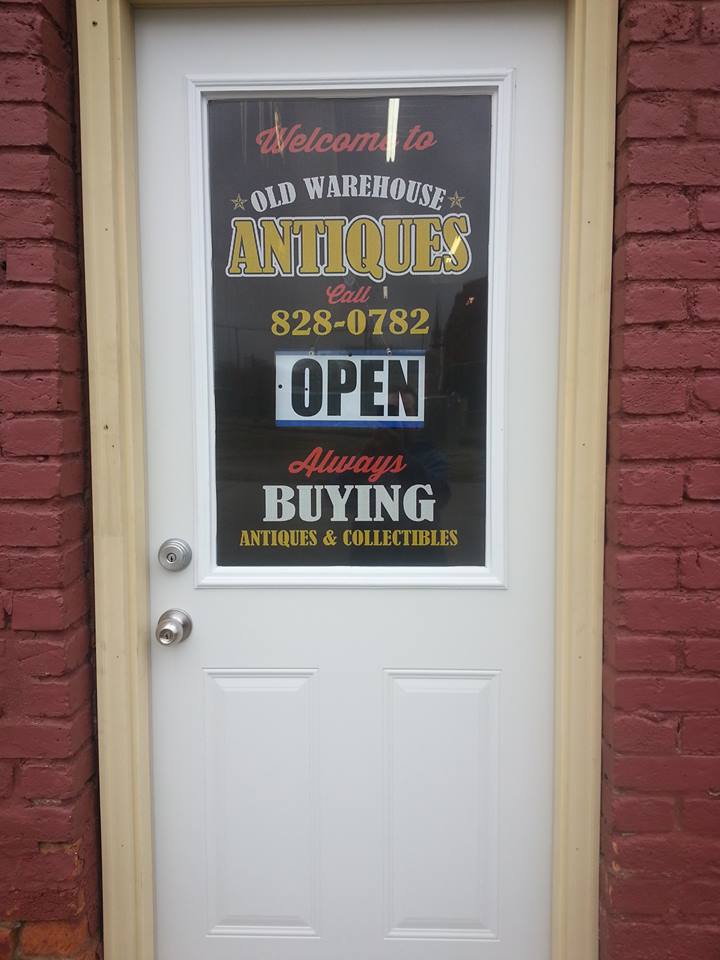 Welcome to
OLD WAREHOUSE
ANTIQUES
Call
828-0782
OPEN
Always
BUYING
ANTIQUES & COLLECTIBLES